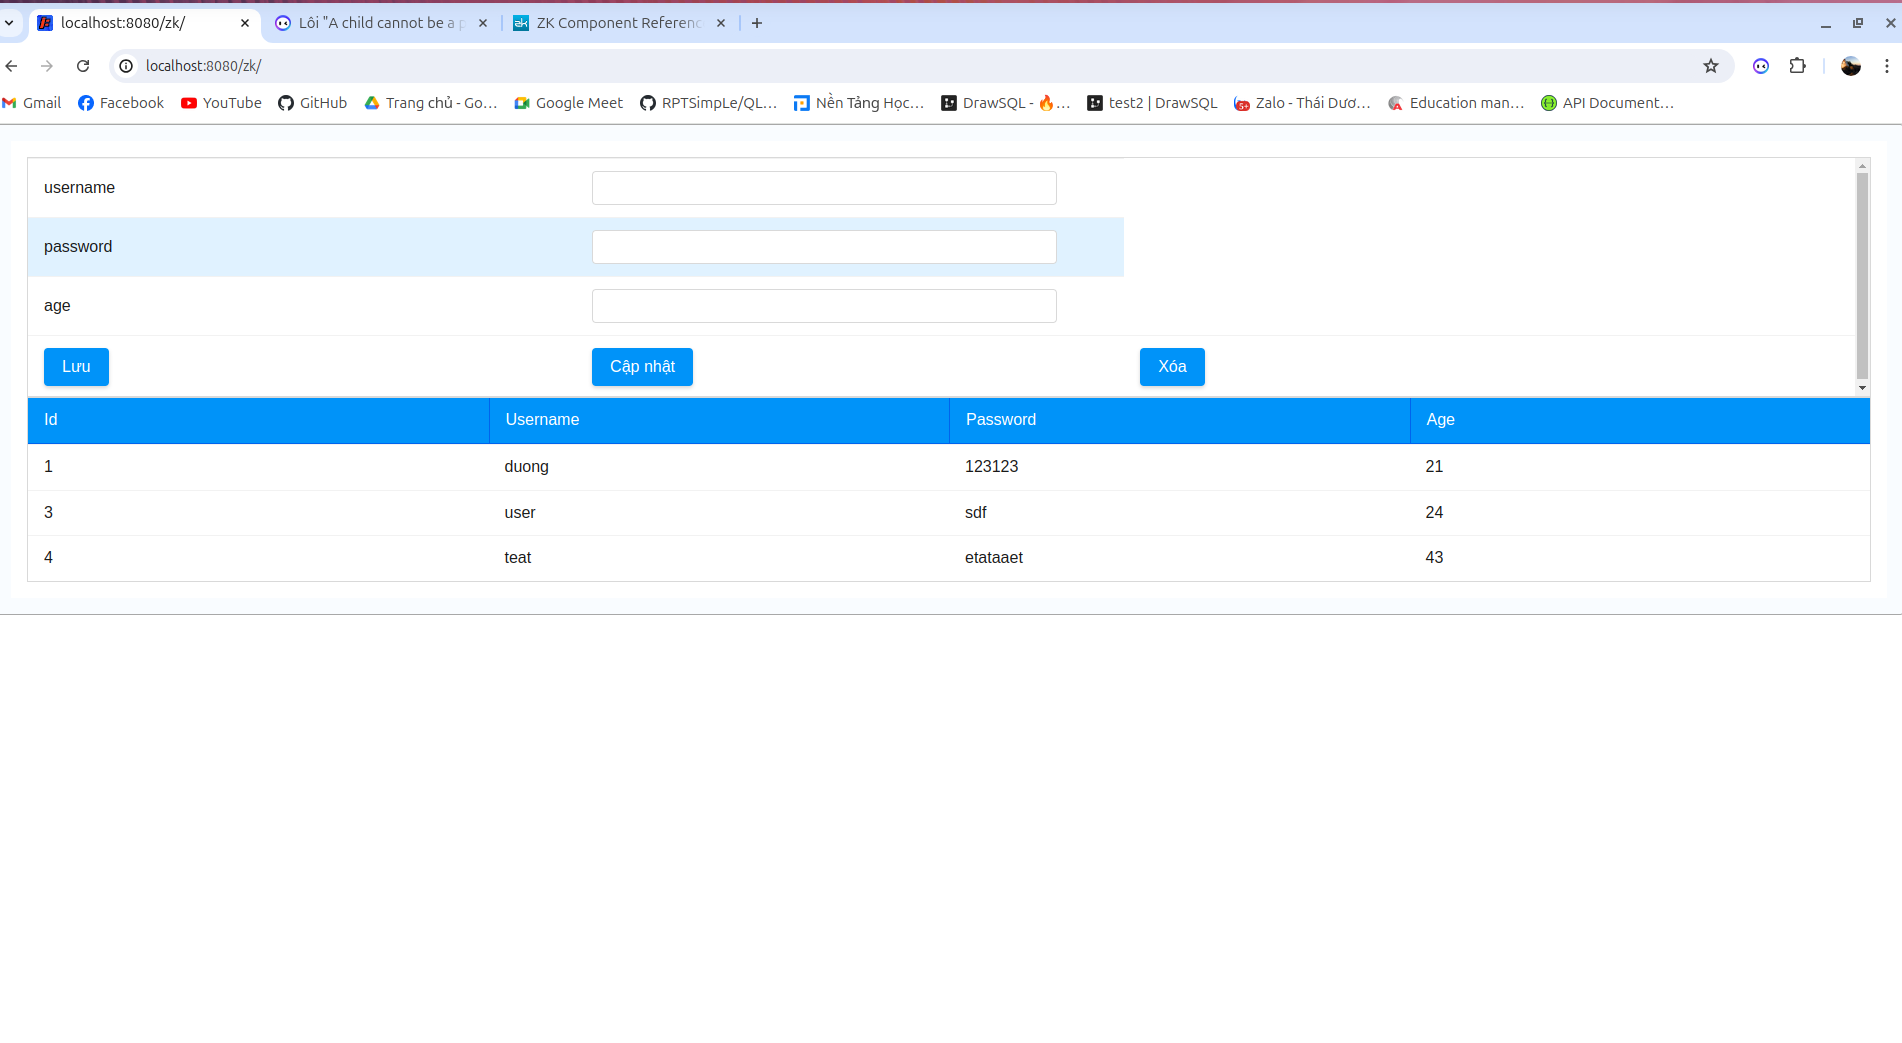 localhost:8080/zk/
Lôi "A child cannot be a p
ZK Component Referenc
localhost:8080/zk/
Gmail
Facebook
YouTube
GitHub
Trang chủ - Go...
Google Meet
RPTSimpLe/QL...
Nền Tảng Học...
DrawSQL - 🔥...
test2 | DrawSQL
Zalo - Thái Dươ...
Education man...
API Document...
username
password
age
Lưu
Cập nhật
Xóa
Id Username Password Age
1 duong 123123 21
3 user sdf 24
4 teat etataaet 43